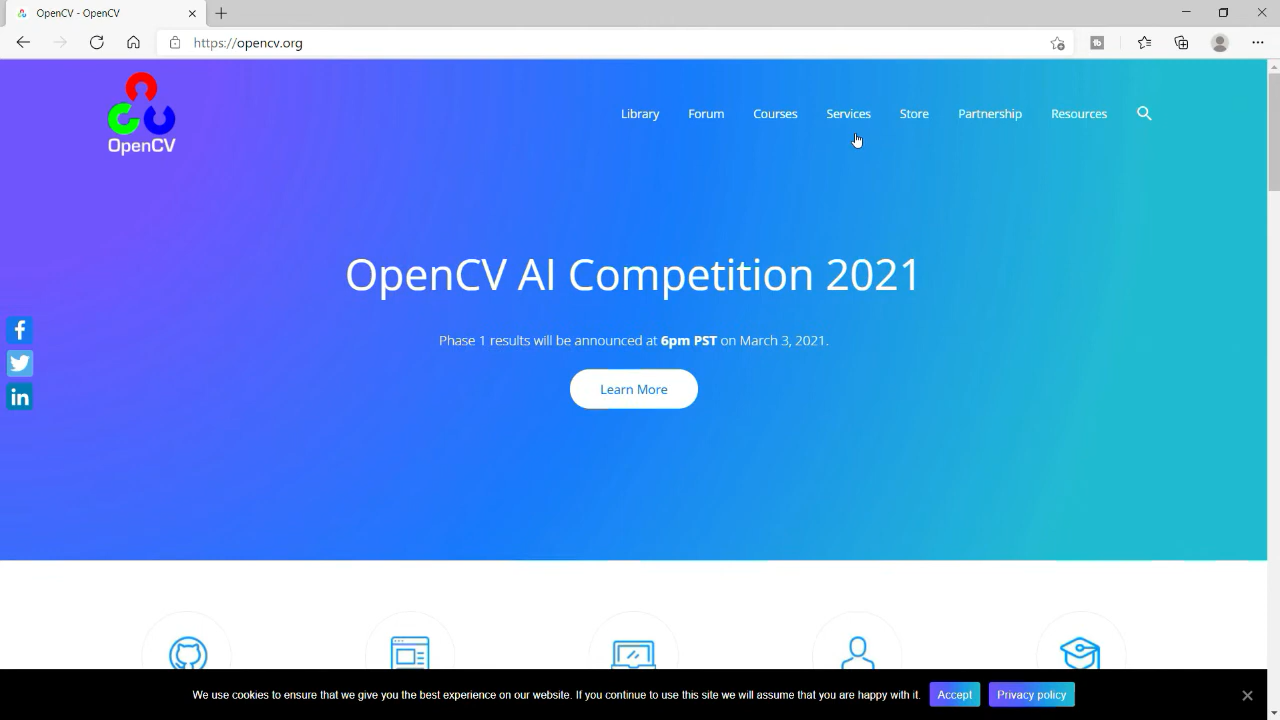 OpenCV - OpenCV
https://opencv.org
OpenCV
Library Forum Courses Services Store Partnership Resources
OpenCV AI Competition 2021
Phase 1 results will be announced at 6pm PST on March 3, 2021.
Learn More
We use cookies to ensure that we give you the best experience on our website. If you continue to use this site we will assume that you are happy with it. Accept Privacy policy